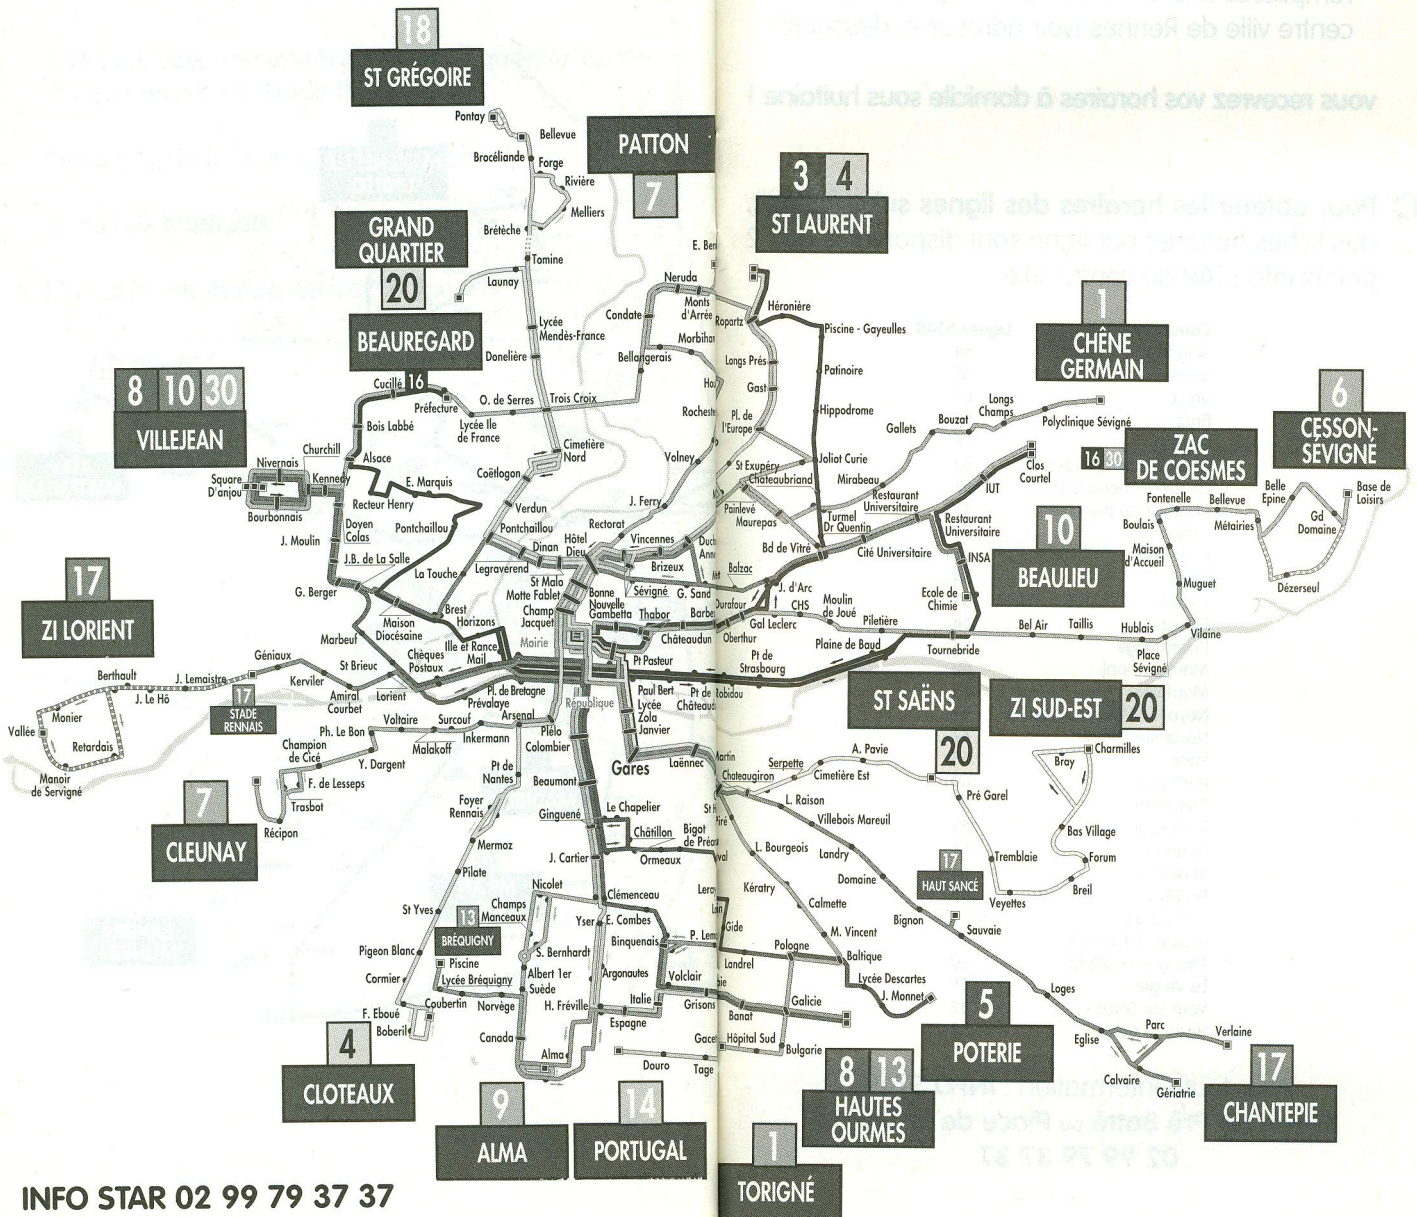 18
ST GRÉGOIRE
Pontay
Bellevue
Brocéliande
Forge
Rivière
Melliers
Brétèche
Tomine
Launay
Lycée
Mendès-France
Donelière
PATTON
7
GRAND
QUARTIER
20
BEAUREGARD
16
Cucillé
Préfecture
O. de Serres
Trois Croix
Lycée Ile
de France
Bois Labbé
8 10 30
VILLEJEAN
Churchill
Nivernais
Alsace
Kennedy
Square
D'anjou
Bourbonnais
E. Marquis
Recteur Henry
Pontchaillou
Doyen
Colas
J. Moulin
J.B. de La Salle
G. Berger
La Touche
Maison
Diocésaine
Marbeuf
Brest
Horizons
Ille et Rance
Mail
Chèques
Postaux
St Brieuc
Lorient
Pl. de Bretagne
Prévalaye
Arsenal
Cimetière
Nord
Coëtlogon
Verdun
Pontchaillou
Legraverend
Dinan
Hôtel
Dieu
St Malo
Motte Fablet
Champ
Jacquet
Mairie
Bonne
Nouvelle
Gambetta
République
3 4
ST LAURENT
E. Ben
Neruda
Monts
d'Arrée
Ropartz
Héronière
Condate
Morbihan
Bellangerais
Longs Prés
Gast
Piscine - Gayeulles
Patinoire
Hippodrome
Pl. de
l'Europe
St Exupéry
Châteaubriand
Joliot Curie
Volney
J. Ferry
Rectorat
Vincennes
Brizeux
Sévigné
G. Sand
Painlevé
Maurepas
Turmel
Dr Quentin
Bd de Vitré
Balzac
Thabor
Châteaudun
Durafour
Oberthur
J. d'Arc
CHS
Gal Leclerc
Moulin
de Joué
Piletière
Plaine de Baud
Pt de
Strasbourg
Pt Pasteur
Paul Bert
Lycée
Zola
Janvier
Gares
1
CHÊNE
GERMAIN
Longs
Champs
Bouzat
Polyclinique Sévigné
Gallets
Mirabeau
Restaurant
Universitaire
Clos
Courtel
IUT
Cité Universitaire
Restaurant
Universitaire
INSA
Ecole de
Chimie
Tournebride
10
BEAULIEU
16 30
ZAC
DE COESMES
6
CESSON-
SÉVIGNÉ
Fontenelle
Bellevue
Belle
Epine
Base de
Loisirs
Boulais
Métairies
Gd
Domaine
Maison
d'Accueil
Dézerseul
Muguet
Bel Air
Taillis
Hublais
Vilaine
Place
Sévigné
17
ZI LORIENT
Berthault
J. Lemaistre
Géniaux
J. Le Hô
Kerviler
Monier
Vallée
Retardais
Manoir
de Servigné
17
STADE
RENNAIS
Amiral
Courbet
Ph. Le Bon
Voltaire
Surcouf
Malakoff
Inkermann
Champion
de Cicé
Y. Dargent
F. de Lesseps
Trasbot
Récipon
7
CLEUNAY
Plélo
Colombier
Pt de
Nantes
Beaumont
Foyer
Rennais
Ginguené
Le Chapelier
Châtillon
Ormeaux
Mermoz
J. Cartier
Pilate
Nicolet
Clémenceau
Champs
Manceaux
St Yves
Yser
E. Combes
13
BRÉQUIGNY
Binquenais
Pigeon Blanc
S. Bernhardt
Piscine
Lycée Bréquigny
Albert 1er
Suède
Argonautes
Volclair
Cormier
Coubertin
Norvège
H. Fréville
Italie
Grisons
F. Eboué
Boberil
Espagne
Canada
Alma
Douro
Tage
4
CLOTEAUX
9
ALMA
14
PORTUGAL
Laënnec
Martin
Chateaugiron
Serpette
A. Pavie
Cimetière Est
ST SAËNS
20
ZI SUD-EST 20
Charmilles
Bray
Pré Garel
Bas Village
Tremblaie
Forum
Breil
Veyettes
L. Raison
Villebois Mareuil
L. Bourgeois
Landry
Domaine
Kératry
Calmette
Bignon
17
HAUT SANCÉ
Sauvaie
Gide
M. Vincent
Pologne
Baltique
Landrel
Lycée Descartes
J. Monnet
Galicie
Banat
Hôpital Sud
Bulgarie
Loges
Eglise
Parc
Verlaine
Calvaire
Gériatrie
5
POTERIE
8 13
HAUTES
OURMES
17
CHANTEPIE
1
TORIGNÉ
INFO STAR 02 99 79 37 37